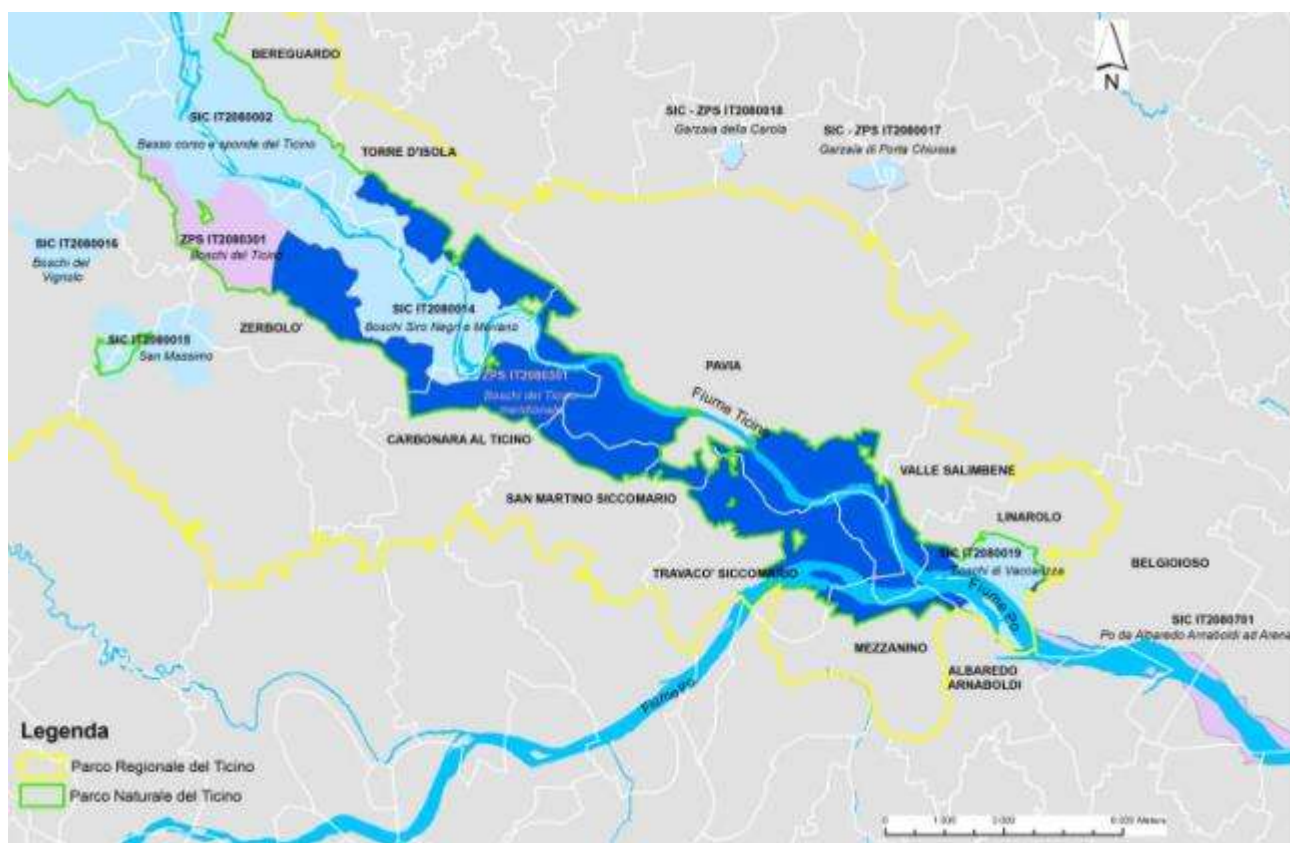 BEREGUARDO
N
SIC IT2080002
Basso corso e sponde del Ticino
SIC - ZPS IT2080018
Garzaia della Carola
SIC - ZPS IT2080017
Garzaia di Porta Chiossa
TORRE D'ISOLA
SIC IT2080016
Boschi del
Vignolo
ZPS IT2080301
Boschi del Ticino
SIC IT2080014
Boschi Siro Negri e Moriano
ZERBOLO'
SIC IT2080015
San Massimo
ZPS IT2080301
Boschi del Ticino
meridionale
PAVIA
Fiume Ticino
CARBONARA AL TICINO
SAN MARTINO SICCOMARIO
VALLE SALIMBENE
LINAROLO
SIC IT2080019
Boschi di Vaccarizza
BELGIOIOSO
TRAVACO' SICCOMARIO
Fiume Po
SIC IT2080701
Po da Albaredo Arnaboldi ad Arena
MEZZANINO
ALBAREDO
ARNABOLDI
Fiume Po
Legenda
Parco Regionale del Ticino
Parco Naturale del Ticino
0
Meters